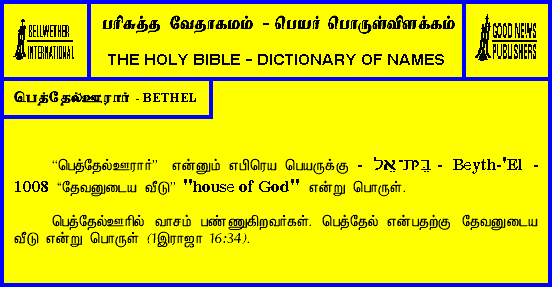 BELLWETHER
INTERNATIONAL
பரிசுத்த வேதாகமம் - பெயர் பொருள்விளக்கம்
THE HOLY BIBLE - DICTIONARY OF NAMES
GOOD NEWS
PUBLISHERS
பெத்தேல்ஊரார் - BETHEL
“பெத்தேல்ஊரார்” என்னும் எபிரெய பெயருக்கு - בֵּית־אֵל - Beyth-'El -
1008 “தேவனுடைய வீடு” "house of God" என்று பொருள்.
பெத்தேல்ஊரில் வாசம் பண்ணுகிறவர்கள். பெத்தேல் என்பதற்கு தேவனுடைய
வீடு என்று பொருள் (1இராஜா 16:34).